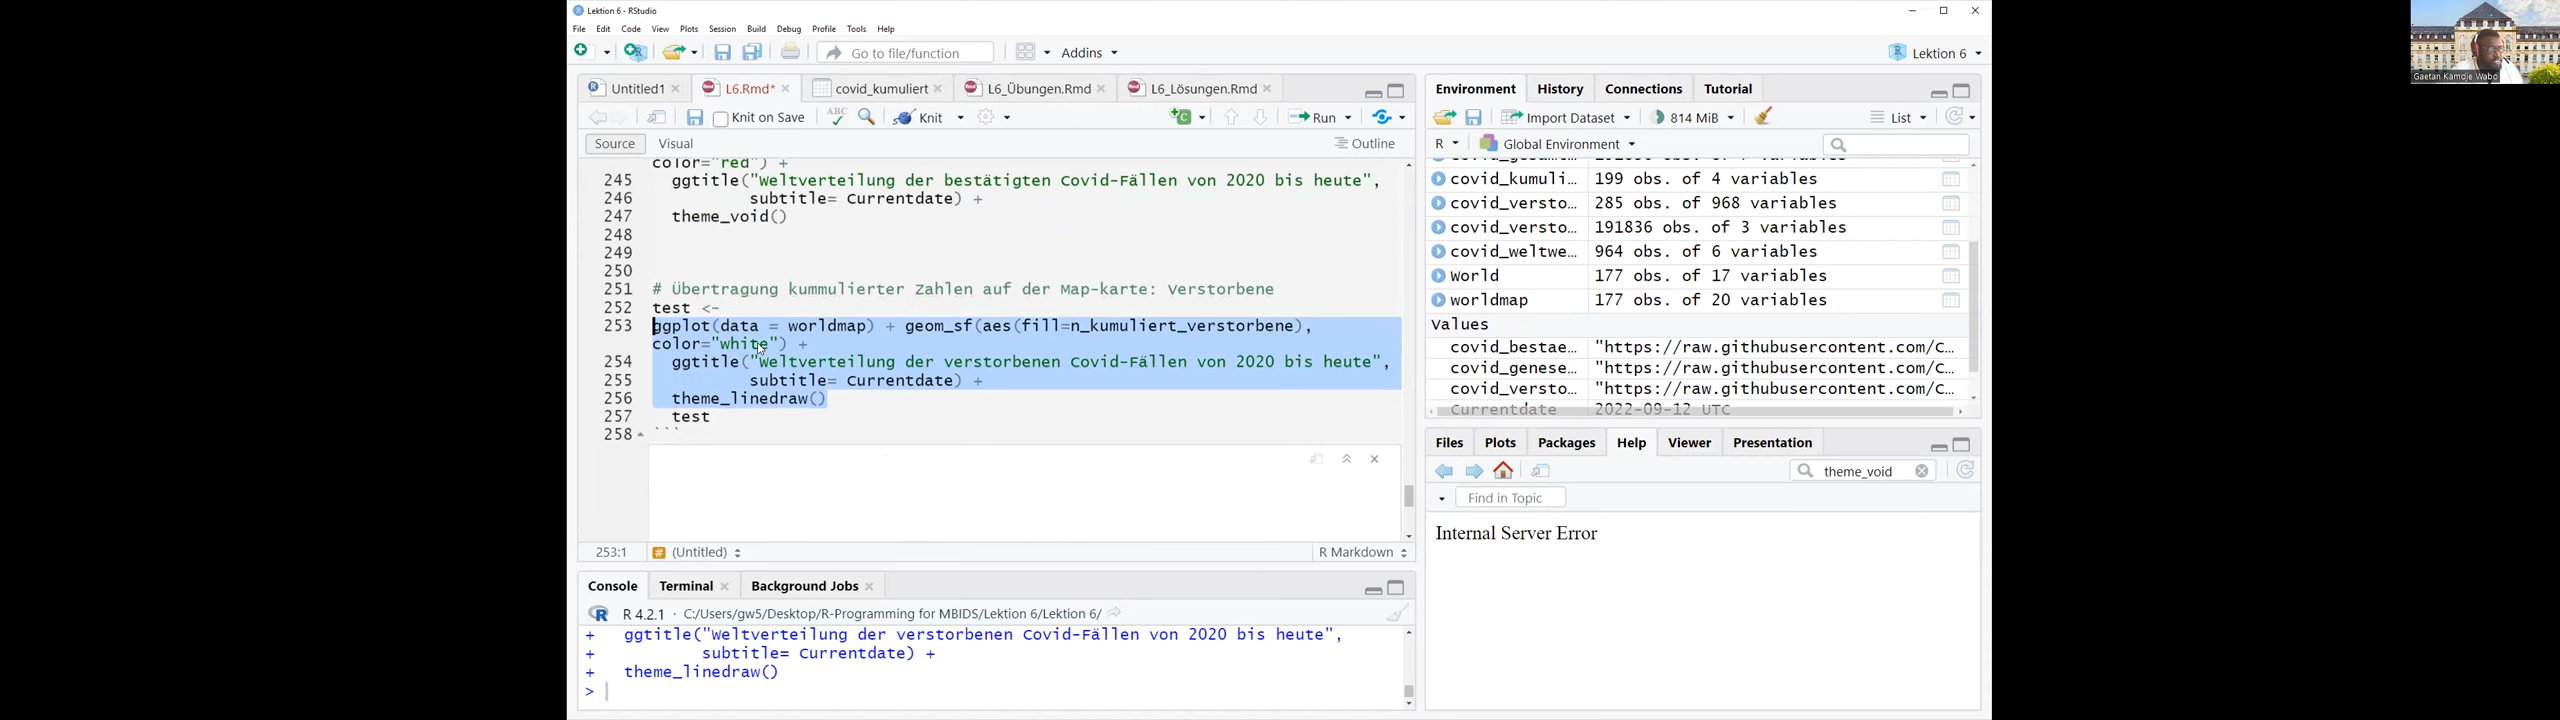 Lektion 6 - RStudio
File Edit Code View Plots Session Build Debug Profile Tools Help
Go to file/function Addins Lektion 6
Untitled1 L6.Rmd* covid_kumuliert L6_Übungen.Rmd L6_Lösungen.Rmd
Knit on Save ABC Knit Run
Source Visual Outline
color="red") +
245 ggtitle("Weltverteilung der bestätigten Covid-Fällen von 2020 bis heute",
246 subtitle= Currentdate) +
247 theme_void()
248
249
250
251 # Übertragung kummulierter Zahlen auf der Map-karte: Verstorbene
252 test <-
253 ggplot(data = worldmap) + geom_sf(aes(fill=n_kumuliert_verstorbene),
color="white") +
254 ggtitle("Weltverteilung der verstorbenen Covid-Fällen von 2020 bis heute",
255 subtitle= Currentdate) +
256 theme_linedraw()
257 test
258 ```
253:1 # (Untitled) R Markdown
Console Terminal Background Jobs
R 4.2.1 · C:/Users/gw5/Desktop/R-Programming for MBIDS/Lektion 6/Lektion 6/
+ ggtitle("Weltverteilung der verstorbenen Covid-Fällen von 2020 bis heute",
+ subtitle= Currentdate) +
+ theme_linedraw()
>
Environment History Connections Tutorial
Import Dataset 814 MiB List
R Global Environment
covid_kumuli… 199 obs. of 4 variables
covid_versto… 285 obs. of 968 variables
covid_versto… 191836 obs. of 3 variables
covid_weltwe… 964 obs. of 6 variables
World 177 obs. of 17 variables
worldmap 177 obs. of 20 variables
Values
covid_bestae… "https://raw.githubusercontent.com/C…
covid_genese… "https://raw.githubusercontent.com/C…
covid_versto… "https://raw.githubusercontent.com/C…
Currentdate 2022-09-12 UTC
Files Plots Packages Help Viewer Presentation
theme_void
Find in Topic
Internal Server Error
Gaetan Kamdje Wabo